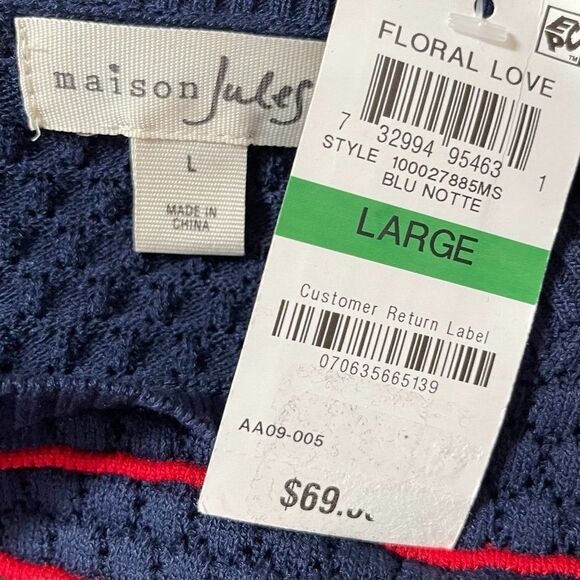 maison Jules
L
MADE IN
CHINA
FLORAL LOVE
7 32994 95463 1
STYLE 100027885MS
BLU NOTTE
LARGE
Customer Return Label
070635665139
AA09-005